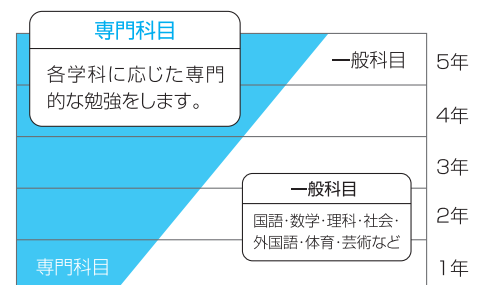 専門科目
各学科に応じた専門
的な勉強をします。
一般科目
5年
4年
3年
2年
1年
一般科目
国語・数学・理科・社会・
外国語・体育・芸術など
専門科目